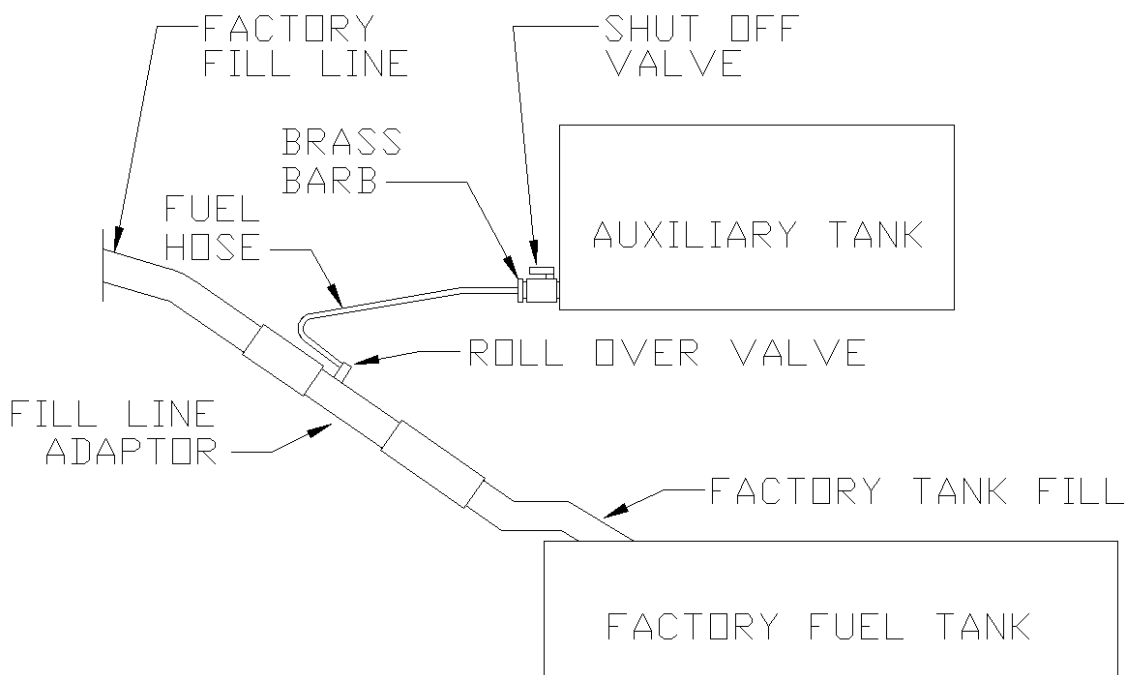 FACTORY
FILL LINE
SHUT OFF
VALVE
BRASS
BARB
FUEL
HOSE
AUXILIARY TANK
ROLL OVER VALVE
FILL LINE
ADAPTOR
FACTORY TANK FILL
FACTORY FUEL TANK